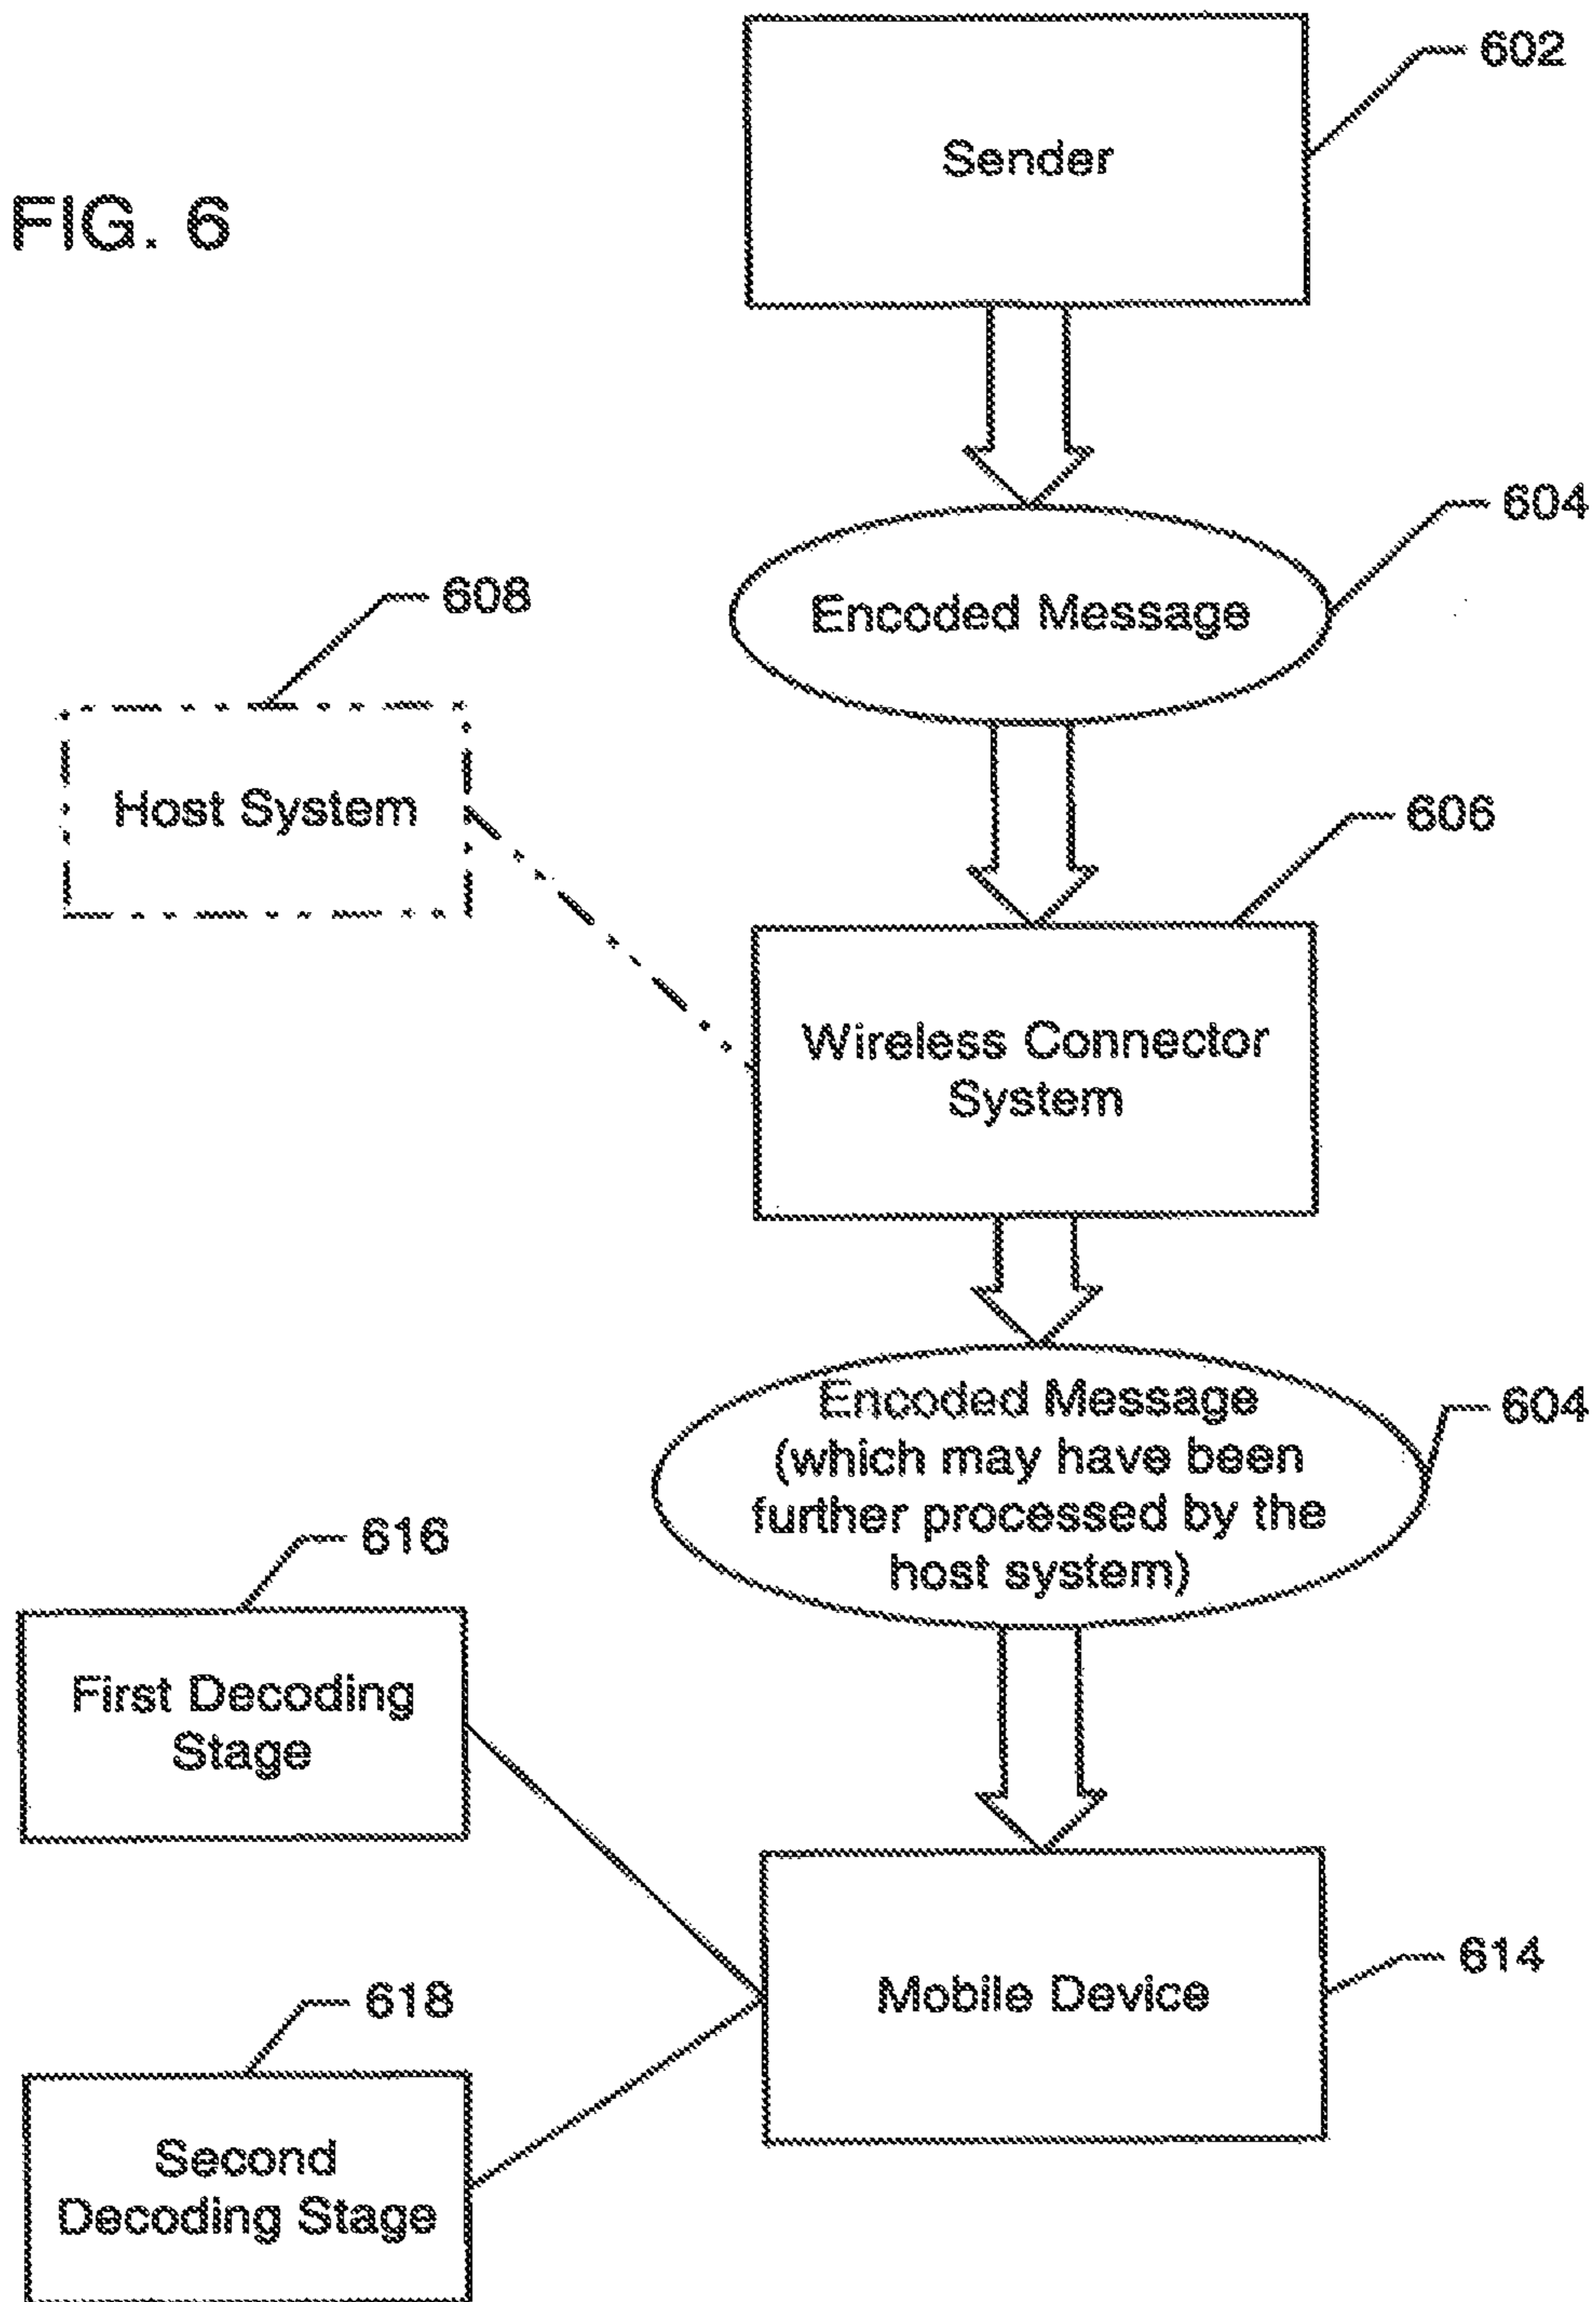 602
Sender
FIG. 6
604
Encoded Message
608
Host System
606
Wireless Connector
System
Encoded Message
(which may have been
further processed by the
host system)
604
616
First Decoding
Stage
614
Mobile Device
618
Second
Decoding Stage